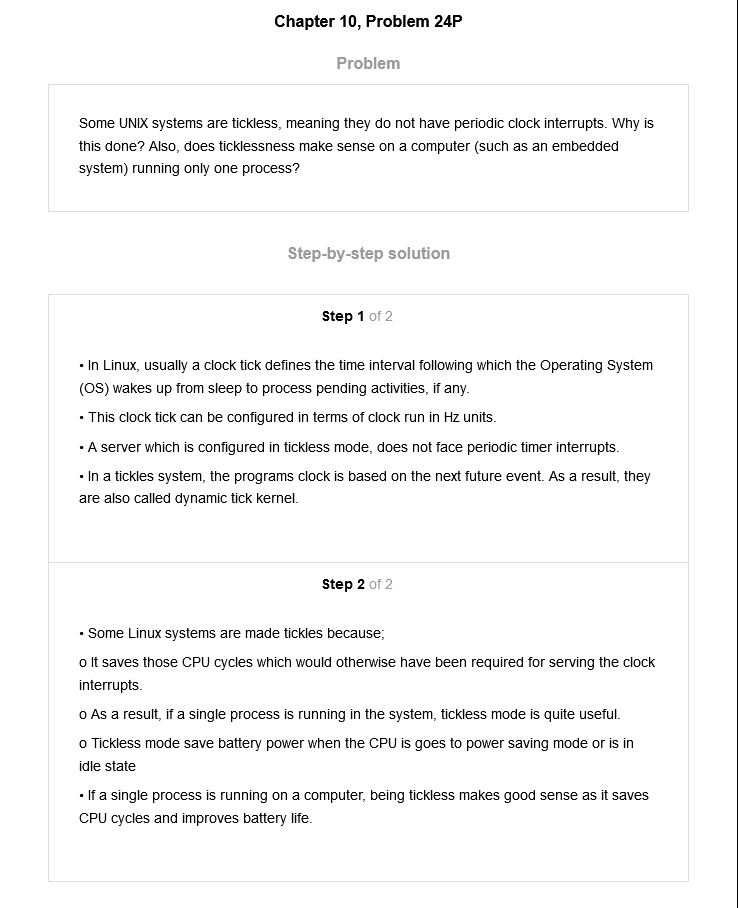 Chapter 10, Problem 24P
Problem
Some UNIX systems are tickless, meaning they do not have periodic clock interrupts. Why is
this done? Also, does ticklessness make sense on a computer (such as an embedded
system) running only one process?
Step-by-step solution
Step 1 of 2
• In Linux, usually a clock tick defines the time interval following which the Operating System
(OS) wakes up from sleep to process pending activities, if any.
• This clock tick can be configured in terms of clock run in Hz units.
• A server which is configured in tickless mode, does not face periodic timer interrupts.
• In a tickles system, the programs clock is based on the next future event. As a result, they
are also called dynamic tick kernel.
Step 2 of 2
• Some Linux systems are made tickles because;
o It saves those CPU cycles which would otherwise have been required for serving the clock
interrupts.
o As a result, if a single process is running in the system, tickless mode is quite useful.
o Tickless mode save battery power when the CPU is goes to power saving mode or is in
idle state
• If a single process is running on a computer, being tickless makes good sense as it saves
CPU cycles and improves battery life.